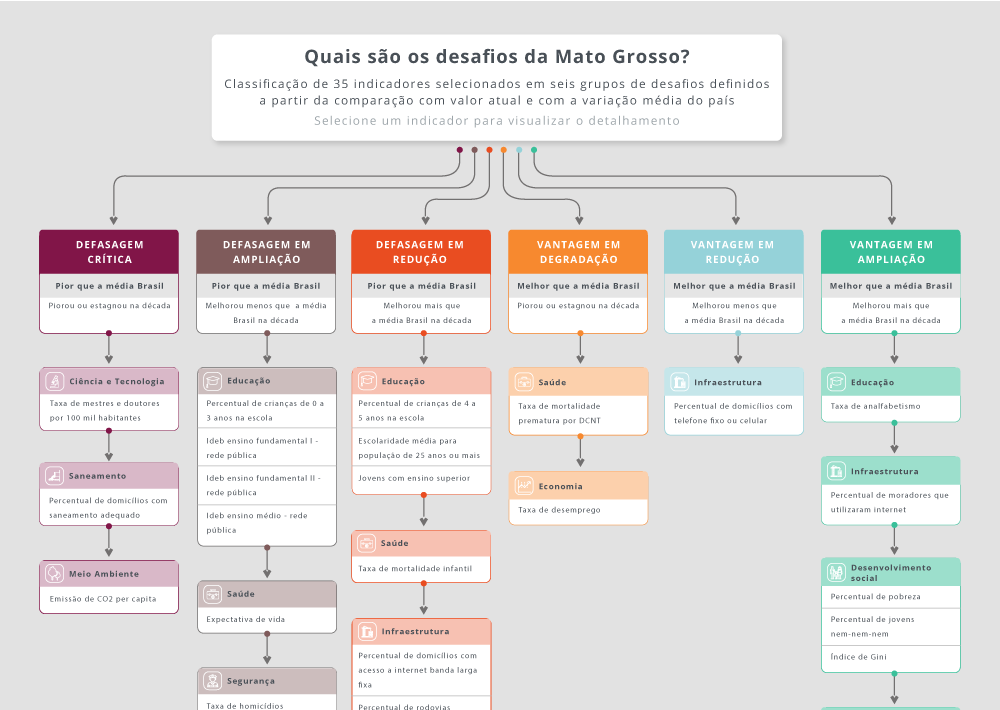 Quais são os desafios da Mato Grosso?
Classificação de 35 indicadores selecionados em seis grupos de desafios definidos
a partir da comparação com valor atual e com a variação média do país
Selecione um indicador para visualizar o detalhamento
DEFASAGEM
CRÍTICA
Pior que a média Brasil
Piorou ou estagnou na década
Ciência e Tecnologia
Taxa de mestres e doutores
por 100 mil habitantes
Saneamento
Percentual de domicílios com
saneamento adequado
Meio Ambiente
Emissão de CO2 per capita
DEFASAGEM EM
AMPLIAÇÃO
Pior que a média Brasil
Melhorou menos que a média
Brasil na década
Educação
Percentual de crianças de 0 a
3 anos na escola
Ideb ensino fundamental I -
rede pública
Ideb ensino fundamental II -
rede pública
Ideb ensino médio - rede
pública
Saúde
Expectativa de vida
Segurança
Taxa de homicídios
DEFASAGEM EM
REDUÇÃO
Pior que a média Brasil
Melhorou mais que
a média Brasil na década
Educação
Percentual de crianças de 4 a
5 anos na escola
Escolaridade média para
população de 25 anos ou mais
Jovens com ensino superior
Saúde
Taxa de mortalidade infantil
Infraestrutura
Percentual de domicílios com
acesso a internet banda larga
fixa
Percentual de rodovias
VANTAGEM EM
DEGRADAÇÃO
Melhor que a média Brasil
Piorou ou estagnou na década
Saúde
Taxa de mortalidade
prematura por DCNT
Economia
Taxa de desemprego
VANTAGEM EM
REDUÇÃO
Melhor que a média Brasil
Melhorou menos que
a média Brasil na década
Infraestrutura
Percentual de domicílios com
telefone fixo ou celular
VANTAGEM EM
AMPLIAÇÃO
Melhor que a média Brasil
Melhorou mais que
a média Brasil na década
Educação
Taxa de analfabetismo
Infraestrutura
Percentual de moradores que
utilizaram internet
Desenvolvimento
social
Percentual de pobreza
Percentual de jovens
nem-nem-nem
Índice de Gini